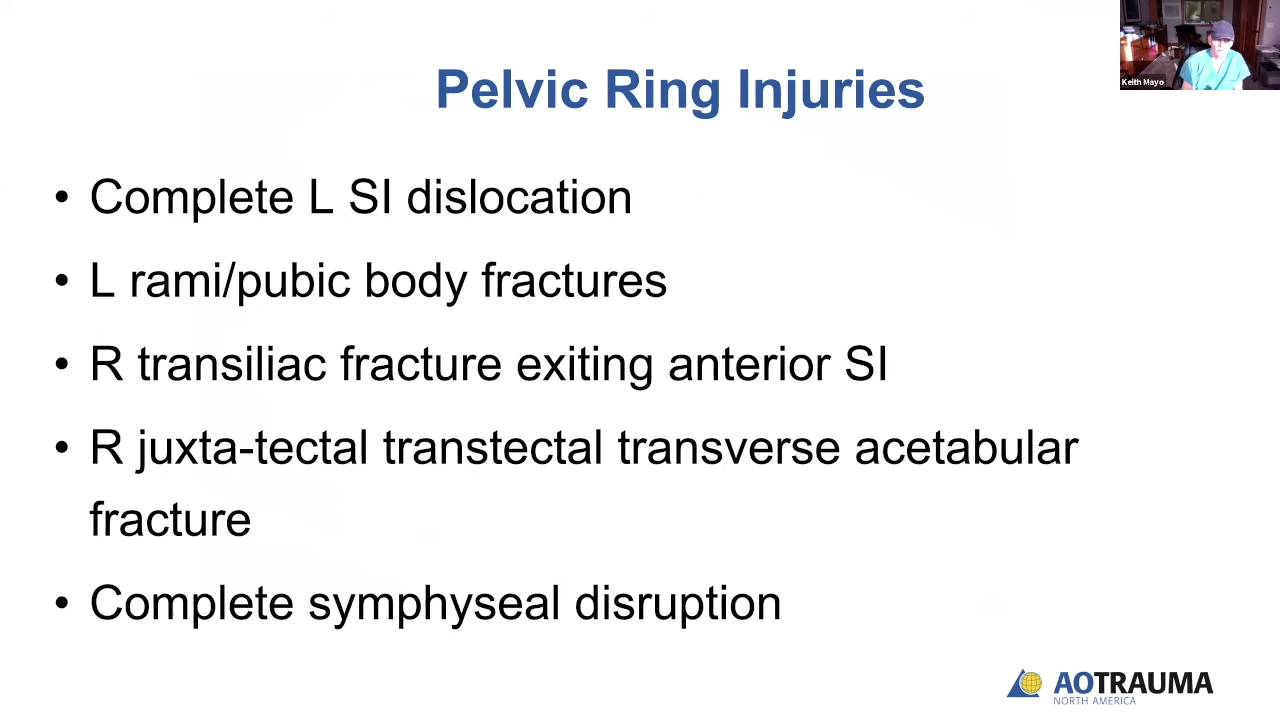 Pelvic Ring Injuries
Keith Mayo
• Complete L SI dislocation
• L rami/pubic body fractures
• R transiliac fracture exiting anterior SI
• R juxta-tectal transtectal transverse acetabular
fracture
• Complete symphyseal disruption
AOTRAUMA
NORTH AMERICA